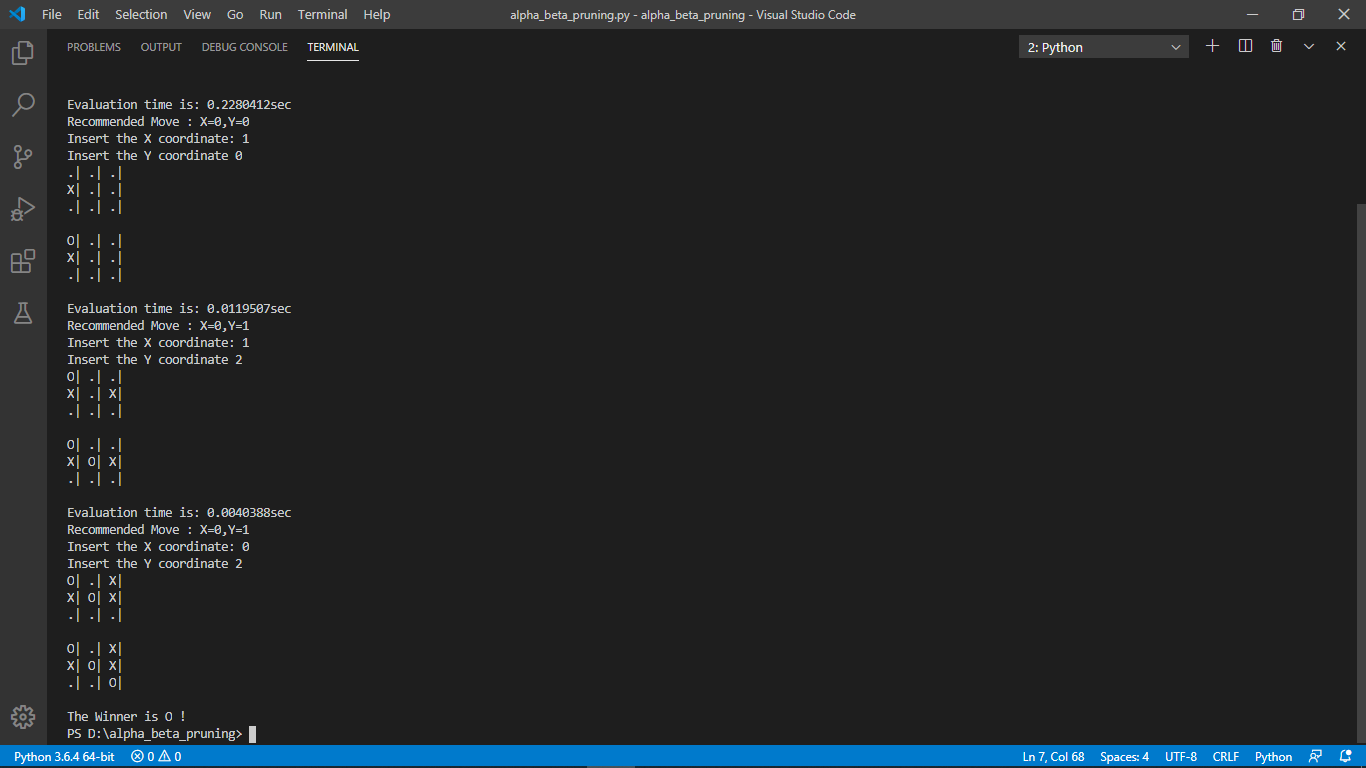 File Edit Selection View Go Run Terminal Help alpha_beta_pruning.py - alpha_beta_pruning - Visual Studio Code
PROBLEMS OUTPUT DEBUG CONSOLE TERMINAL 2: Python
Evaluation time is: 0.2280412sec
Recommended Move : X=0,Y=0
Insert the X coordinate: 1
Insert the Y coordinate 0
.| .| .|
X| .| .|
.| .| .|
O| .| .|
X| .| .|
.| .| .|
Evaluation time is: 0.0119507sec
Recommended Move : X=0,Y=1
Insert the X coordinate: 1
Insert the Y coordinate 2
O| .| .|
X| .| X|
.| .| .|
O| .| .|
X| O| X|
.| .| .|
Evaluation time is: 0.0040388sec
Recommended Move : X=0,Y=1
Insert the X coordinate: 0
Insert the Y coordinate 2
O| .| X|
X| O| X|
.| .| .|
O| .| X|
X| O| X|
.| .| O|
The Winner is O !
PS D:\alpha_beta_pruning>
Python 3.6.4 64-bit 0 0 Ln 7, Col 68 Spaces: 4 UTF-8 CRLF Python